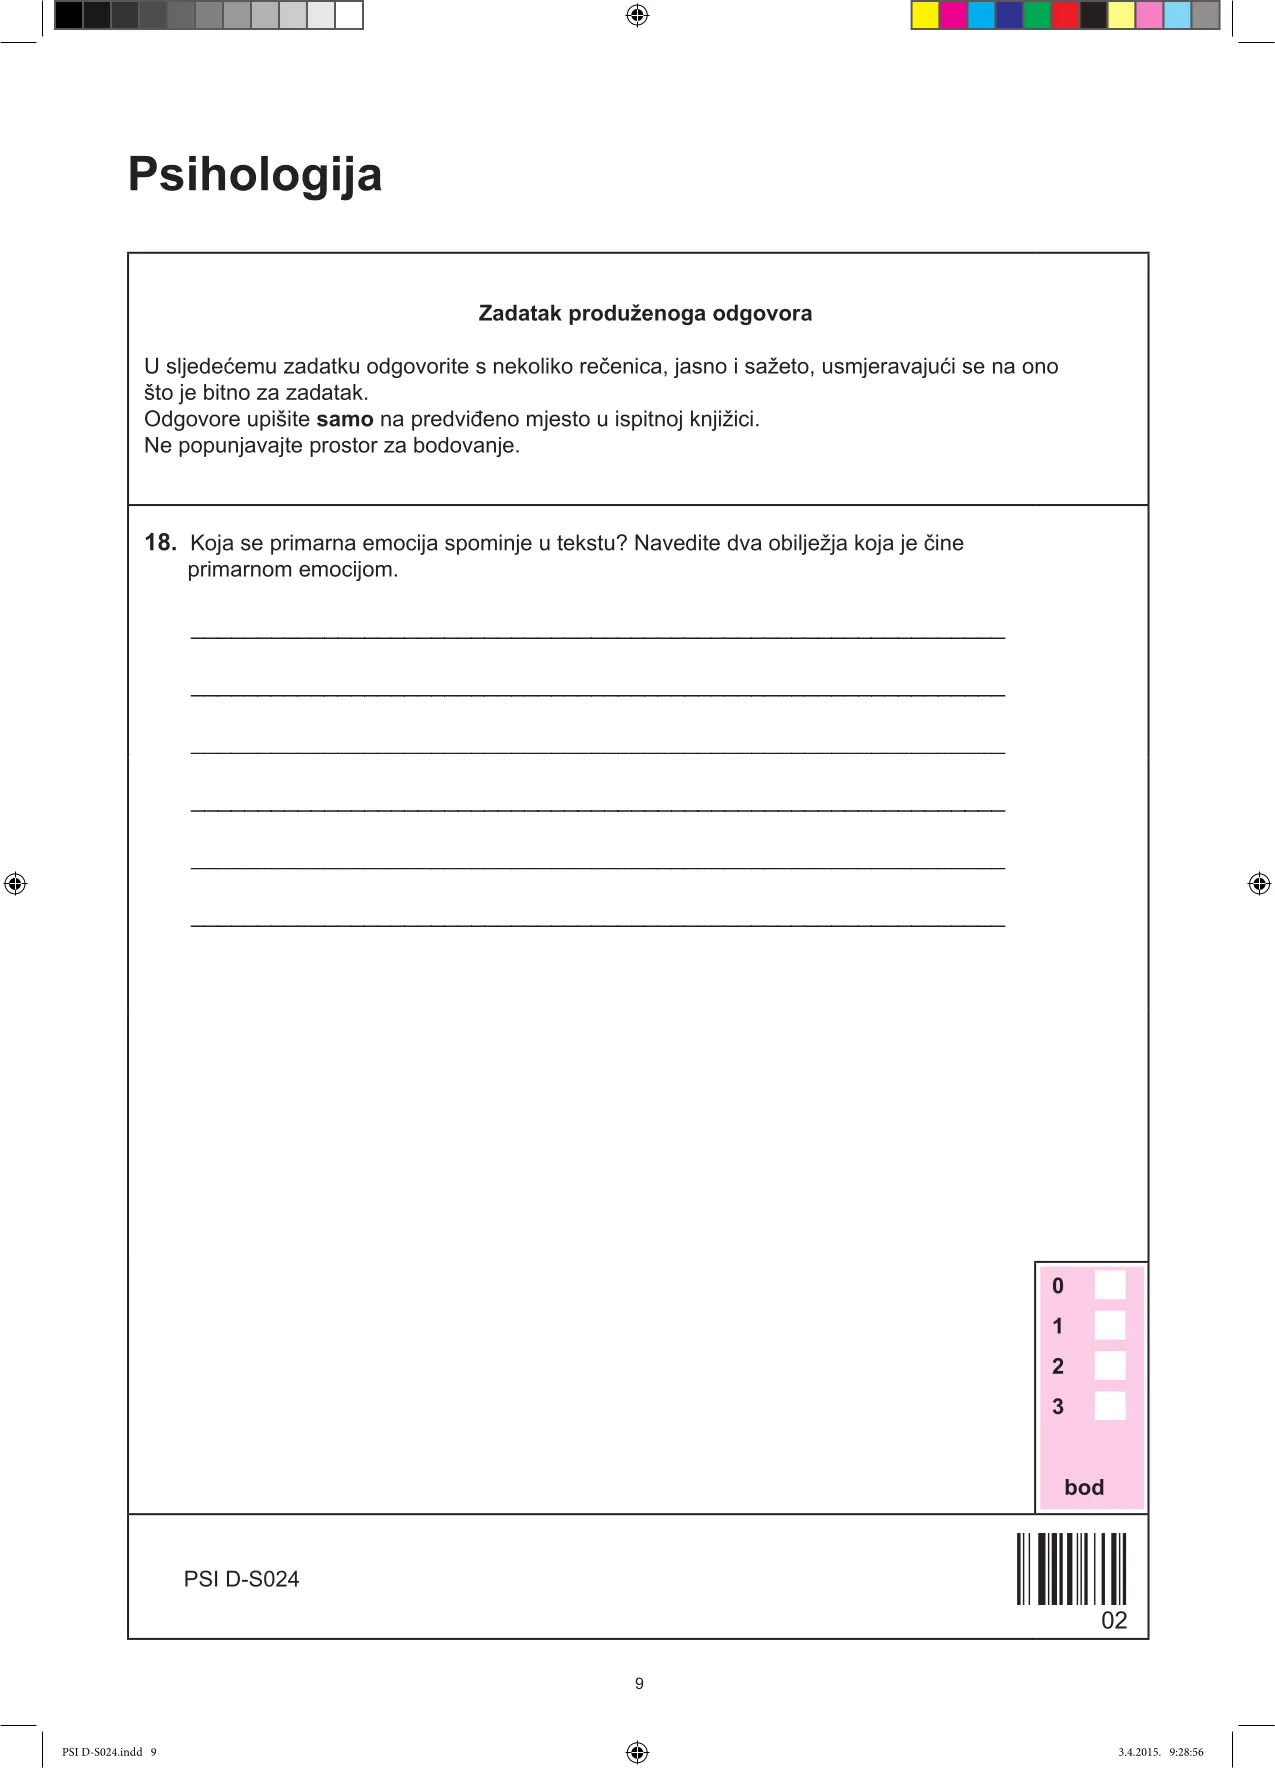 Psihologija
Zadatak produženoga odgovora
U sljedećemu zadatku odgovorite s nekoliko rečenica, jasno i sažeto, usmjeravajući se na ono
što je bitno za zadatak.
Odgovore upišite samo na predviđeno mjesto u ispitnoj knjižici.
Ne popunjavajte prostor za bodovanje.
18. Koja se primarna emocija spominje u tekstu? Navedite dva obilježja koja je čine
primarnom emocijom.
0
1
2
3
bod
PSI D-S024
02
9
PSI D-S024.indd 9
3.4.2015. 9:28:56